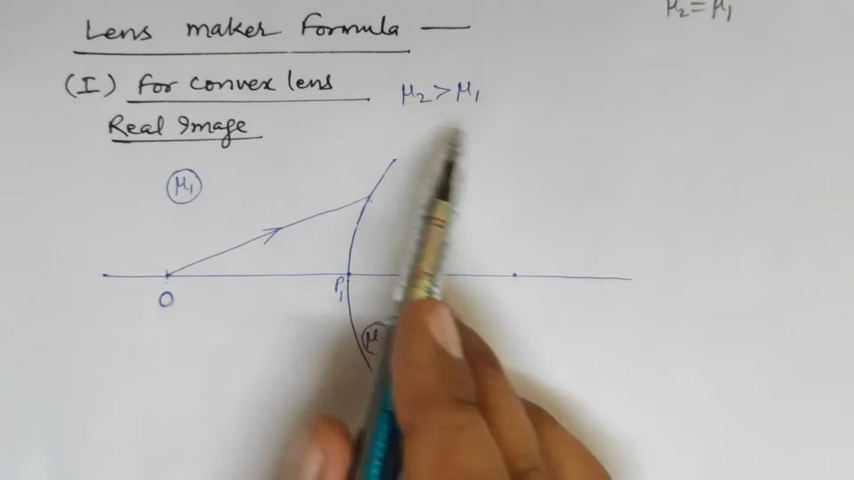 Lens maker Formula —
μ₂ = μ₁
(I) For convex lens
μ₂ > μ₁
Real Image
μ₁
P₁
O
μ